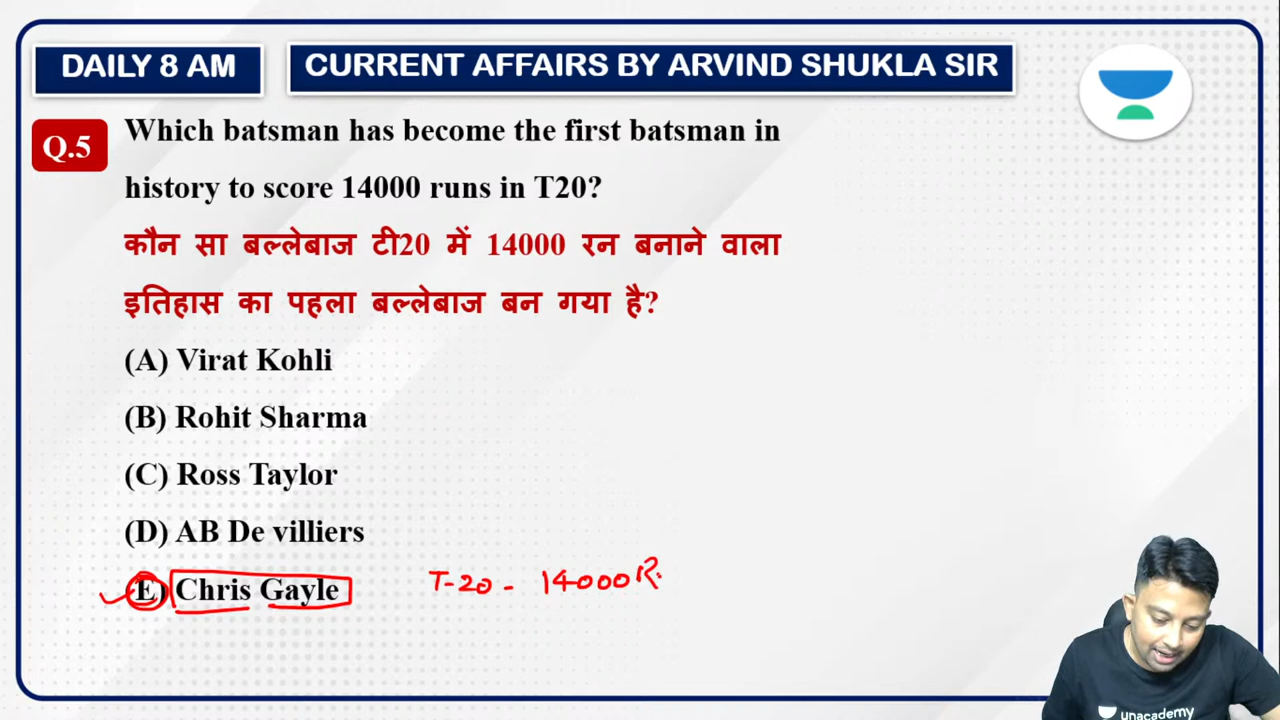 DAILY 8 AM
CURRENT AFFAIRS BY ARVIND SHUKLA SIR
Q.5
Which batsman has become the first batsman in
history to score 14000 runs in T20?
कौन सा बल्लेबाज टी20 में 14000 रन बनाने वाला
इतिहास का पहला बल्लेबाज बन गया है?
(A) Virat Kohli
(B) Rohit Sharma
(C) Ross Taylor
(D) AB De villiers
(E) Chris Gayle
T-20 - 14000 R.
unacademy